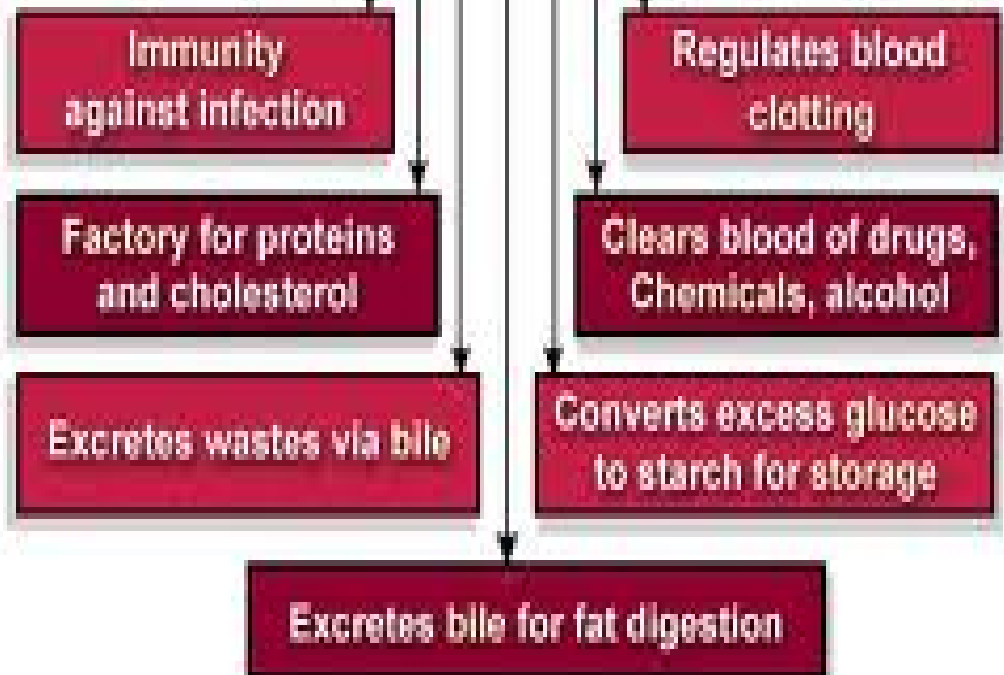 Immunity
against infection
Regulates blood
clotting
Factory for proteins
and cholesterol
Clears blood of drugs,
Chemicals, alcohol
Excretes wastes via bile
Converts excess glucose
to starch for storage
Excretes bile for fat digestion